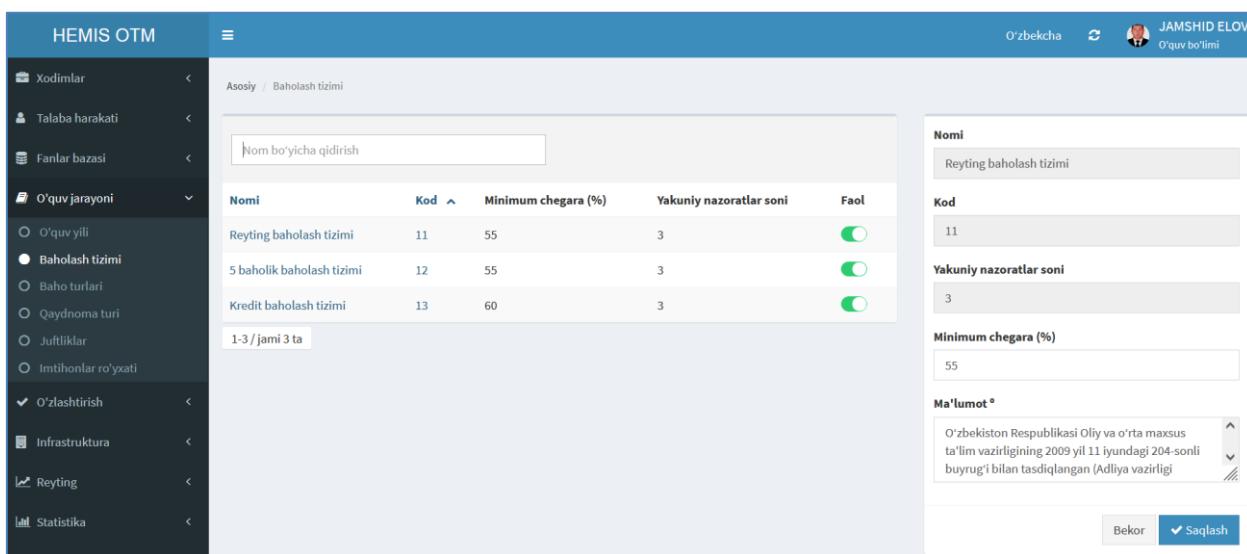 HEMIS OTM
O'zbekcha
JAMSHID ELOV
O'quv bo'limi
Xodimlar
Talaba harakati
Fanlar bazasi
O'quv jarayoni
O'quv yili
Baholash tizimi
Baho turlari
Qaydnoma turi
Juftliklar
Imtihonlar ro'yxati
O'zlashtirish
Infrastruktura
Reyting
Statistika
Asosiy / Baholash tizimi
Nom bo'yicha qidirish
Nomi Kod Minimum chegara (%) Yakuniy nazoratlar soni Faol
Reyting baholash tizimi 11 55 3
5 baholik baholash tizimi 12 55 3
Kredit baholash tizimi 13 60 3
1-3 / jami 3 ta
Nomi
Reyting baholash tizimi
Kod
11
Yakuniy nazoratlar soni
3
Minimum chegara (%)
55
Ma'lumot º
O'zbekiston Respublikasi Oliy va o'rta maxsus
ta'lim vazirligining 2009 yil 11 iyundagi 204-sonli
buyrug'i bilan tasdiqlangan (Adliya vazirligi
Bekor
Saqlash